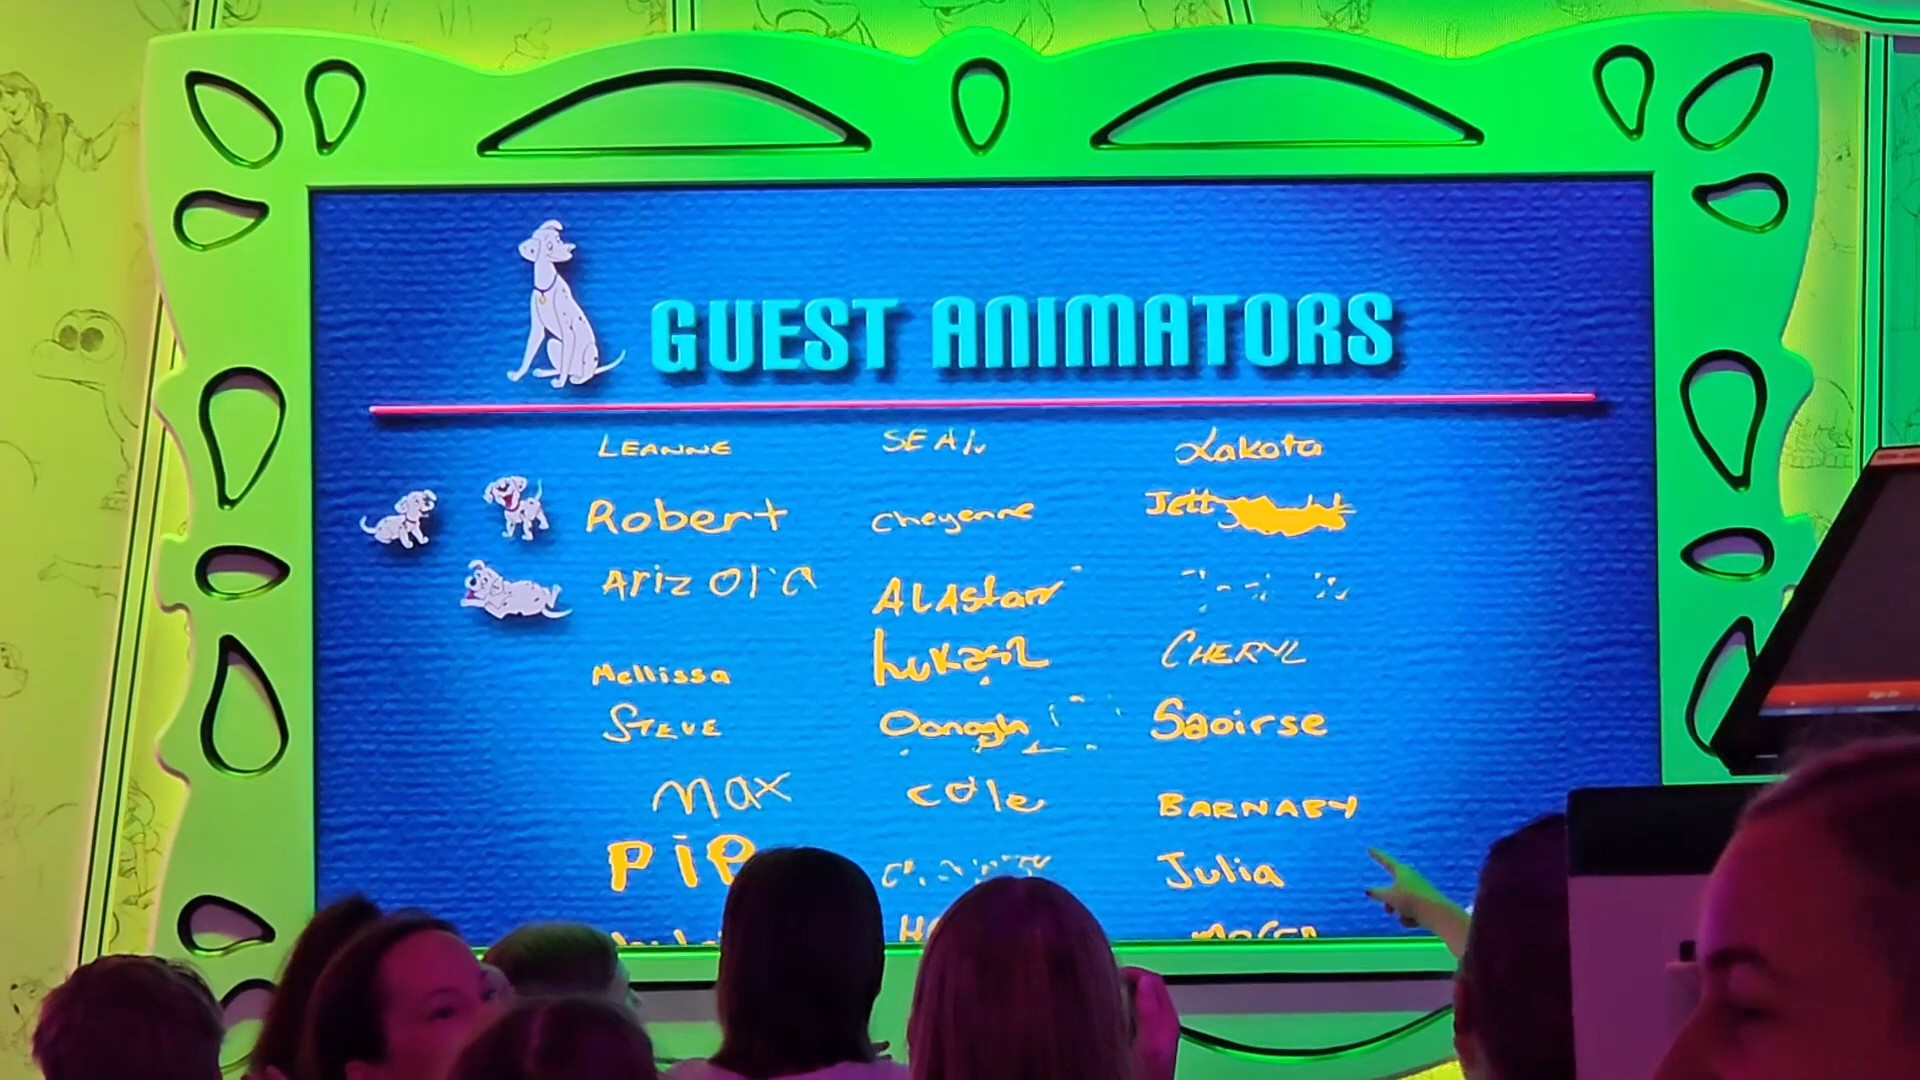 GUEST ANIMATORS
LEANNE SEAN Lakota
Robert Cheyenne Jett
Arizona ALAstair
Mellissa Lukasz CHERYL
STEVE Oonagh Saoirse
Max Cole BARNABY
PiP Julia